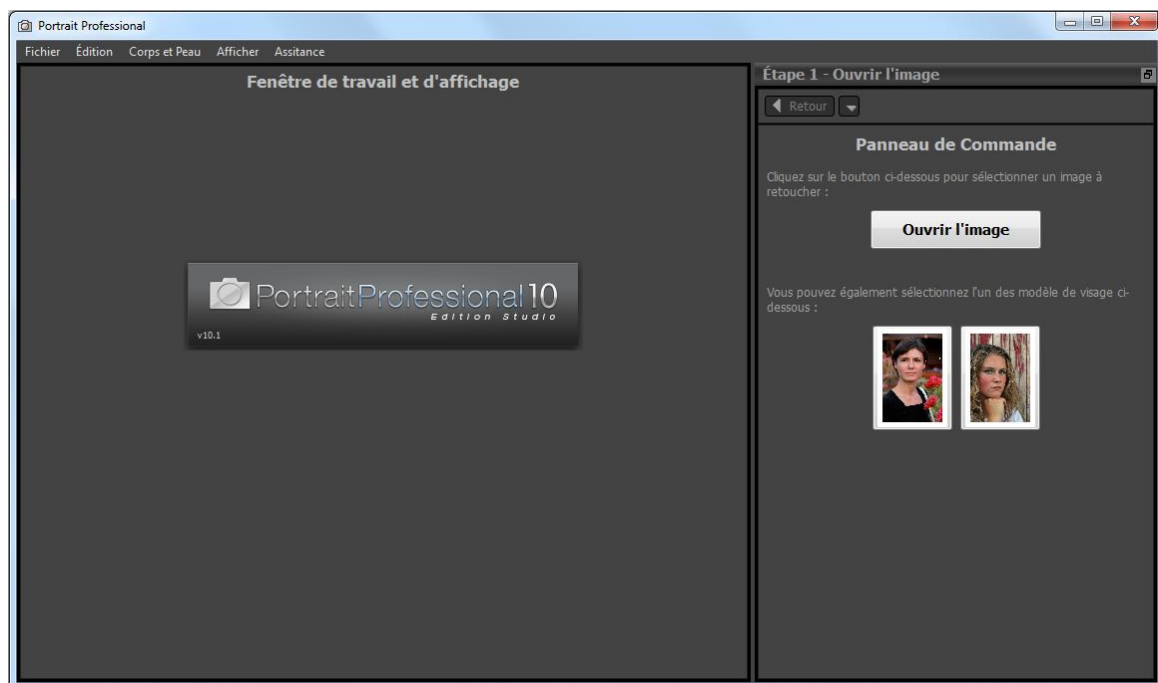 Portrait Professional
Fichier Édition Corps et Peau Afficher Assitance
Fenêtre de travail et d'affichage
PortraitProfessional 10
Edition Studio
v10.1
Étape 1 - Ouvrir l'image
Retour
Panneau de Commande
Cliquez sur le bouton ci-dessous pour sélectionner un image à
retoucher :
Ouvrir l'image
Vous pouvez également sélectionnez l'un des modèle de visage ci-
dessous :